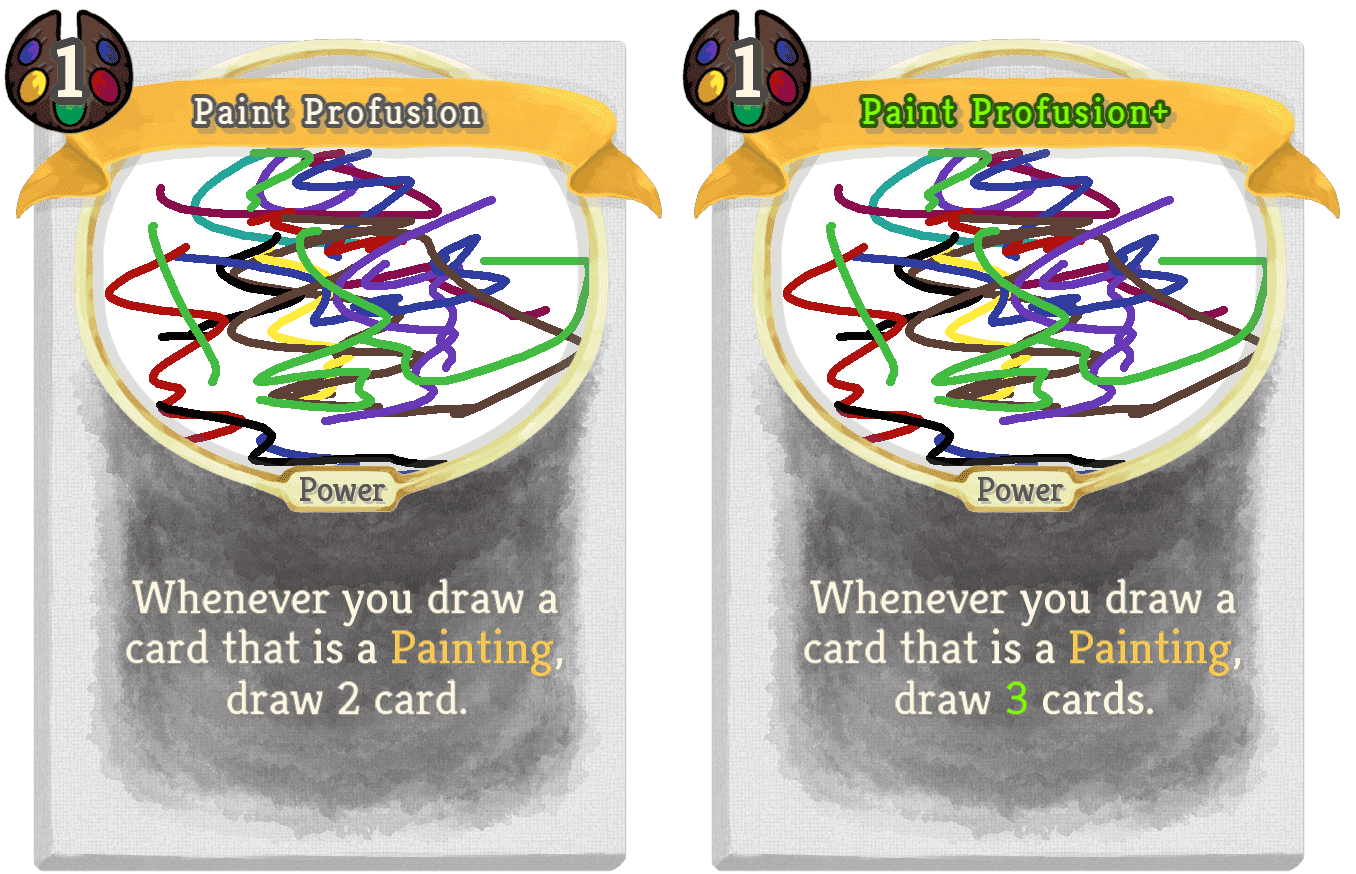 1
Paint Profusion
Power
Whenever you draw a
card that is a Painting,
draw 2 card.
1
Paint Profusion+
Power
Whenever you draw a
card that is a Painting,
draw 3 cards.